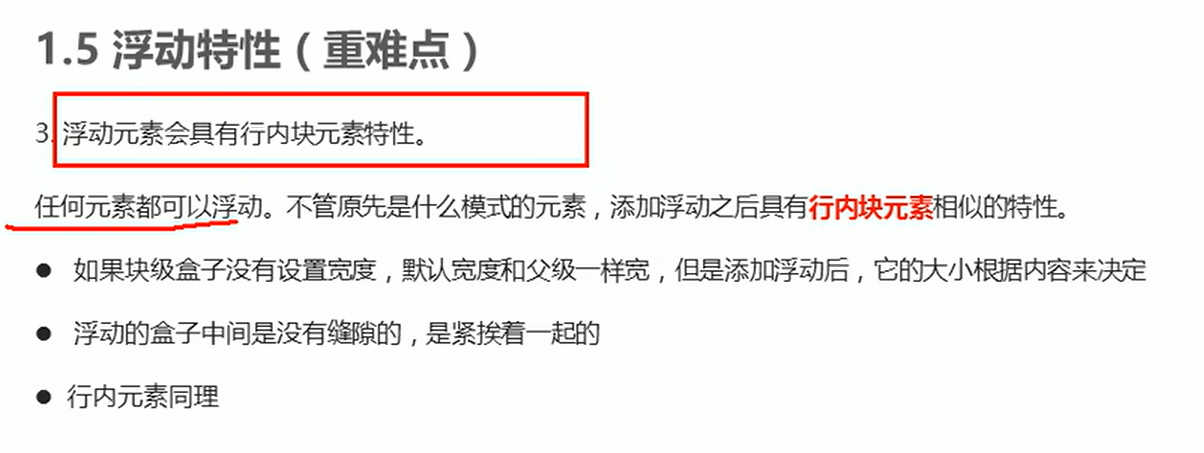 1.5 浮动特性（重难点）
3. 浮动元素会具有行内块元素特性。
任何元素都可以浮动。不管原先是什么模式的元素，添加浮动之后具有行内块元素相似的特性。
● 如果块级盒子没有设置宽度，默认宽度和父级一样宽，但是添加浮动后，它的大小根据内容来决定
● 浮动的盒子中间是没有缝隙的，是紧挨着一起的
● 行内元素同理